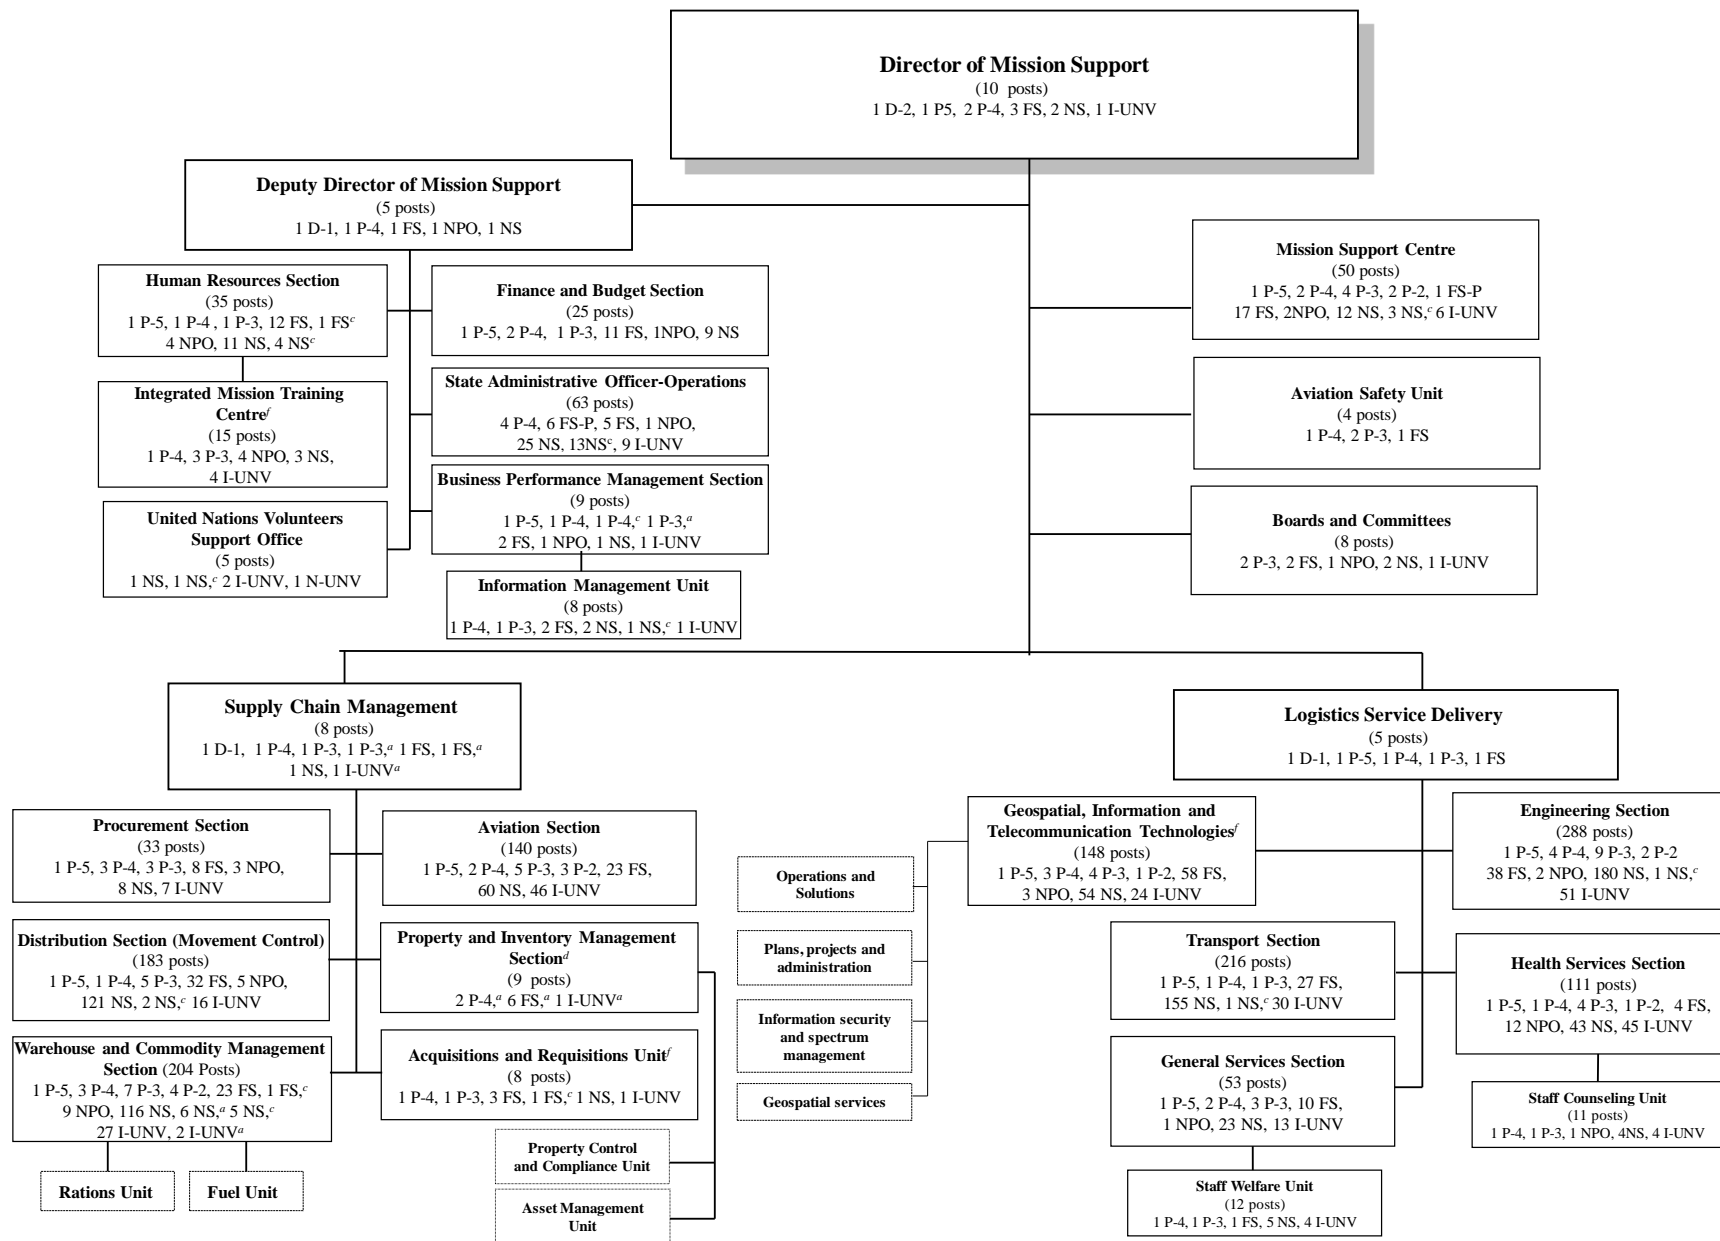 Director of Mission Support
(10 posts)
1 D-2, 1 P5, 2 P-4, 3 FS, 2 NS, 1 I-UNV
Deputy Director of Mission Support
(5 posts)
1 D-1, 1 P-4, 1 FS, 1 NPO, 1 NS
Human Resources Section
(35 posts)
1 P-5, 1 P-4 , 1 P-3, 12 FS, 1 FSᶜ
4 NPO, 11 NS, 4 NSᶜ
Finance and Budget Section
(25 posts)
1 P-5, 2 P-4, 1 P-3, 11 FS, 1NPO, 9 NS
Integrated Mission Training
Centreᶠ
(15 posts)
1 P-4, 3 P-3, 4 NPO, 3 NS,
4 I-UNV
State Administrative Officer-Operations
(63 posts)
4 P-4, 6 FS-P, 5 FS, 1 NPO,
25 NS, 13NSᶜ, 9 I-UNV
Business Performance Management Section
(9 posts)
1 P-5, 1 P-4, 1 P-4,ᶜ 1 P-3,ᵃ
2 FS, 1 NPO, 1 NS, 1 I-UNV
United Nations Volunteers
Support Office
(5 posts)
1 NS, 1 NS,ᶜ 2 I-UNV, 1 N-UNV
Information Management Unit
(8 posts)
1 P-4, 1 P-3, 2 FS, 2 NS, 1 NS,ᶜ 1 I-UNV
Mission Support Centre
(50 posts)
1 P-5, 2 P-4, 4 P-3, 2 P-2, 1 FS-P
17 FS, 2NPO, 12 NS, 3 NS,ᶜ 6 I-UNV
Aviation Safety Unit
(4 posts)
1 P-4, 2 P-3, 1 FS
Boards and Committees
(8 posts)
2 P-3, 2 FS, 1 NPO, 2 NS, 1 I-UNV
Supply Chain Management
(8 posts)
1 D-1, 1 P-4, 1 P-3, 1 P-3,ᵃ 1 FS, 1 FS,ᵃ
1 NS, 1 I-UNVᵃ
Procurement Section
(33 posts)
1 P-5, 3 P-4, 3 P-3, 8 FS, 3 NPO,
8 NS, 7 I-UNV
Aviation Section
(140 posts)
1 P-5, 2 P-4, 5 P-3, 3 P-2, 23 FS,
60 NS, 46 I-UNV
Distribution Section (Movement Control)
(183 posts)
1 P-5, 1 P-4, 5 P-3, 32 FS, 5 NPO,
121 NS, 2 NS,ᶜ 16 I-UNV
Property and Inventory Management
Sectionᵈ
(9 posts)
2 P-4,ᵃ 6 FS,ᵃ 1 I-UNVᵃ
Warehouse and Commodity Management
Section (204 Posts)
1 P-5, 3 P-4, 7 P-3, 4 P-2, 23 FS, 1 FS,ᶜ
9 NPO, 116 NS, 6 NS,ᵃ 5 NS,ᶜ
27 I-UNV, 2 I-UNVᵃ
Acquisitions and Requisitions Unitᶠ
(8 posts)
1 P-4, 1 P-3, 3 FS, 1 FS,ᶜ 1 NS, 1 I-UNV
Rations Unit
Fuel Unit
Property Control
and Compliance Unit
Asset Management
Unit
Logistics Service Delivery
(5 posts)
1 D-1, 1 P-5, 1 P-4, 1 P-3, 1 FS
Geospatial, Information and
Telecommunication Technologiesᶠ
(148 posts)
1 P-5, 3 P-4, 4 P-3, 1 P-2, 58 FS,
3 NPO, 54 NS, 24 I-UNV
Operations and
Solutions
Plans, projects and
administration
Information security
and spectrum
management
Geospatial services
Engineering Section
(288 posts)
1 P-5, 4 P-4, 9 P-3, 2 P-2
38 FS, 2 NPO, 180 NS, 1 NS,ᶜ
51 I-UNV
Transport Section
(216 posts)
1 P-5, 1 P-4, 1 P-3, 27 FS,
155 NS, 1 NS,ᶜ 30 I-UNV
Health Services Section
(111 posts)
1 P-5, 1 P-4, 4 P-3, 1 P-2, 4 FS,
12 NPO, 43 NS, 45 I-UNV
General Services Section
(53 posts)
1 P-5, 2 P-4, 3 P-3, 10 FS,
1 NPO, 23 NS, 13 I-UNV
Staff Counseling Unit
(11 posts)
1 P-4, 1 P-3, 1 NPO, 4NS, 4 I-UNV
Staff Welfare Unit
(12 posts)
1 P-4, 1 P-3, 1 FS, 5 NS, 4 I-UNV